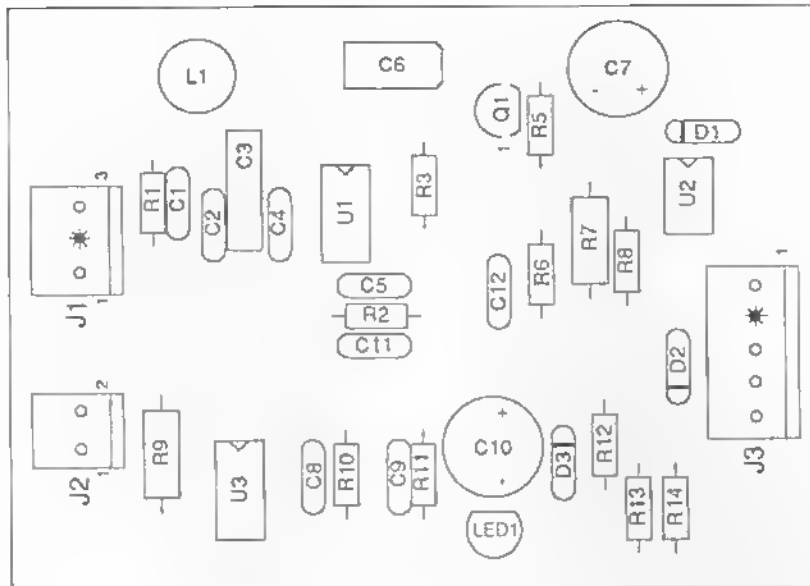 L1
C6
C7
- +
Q1
1
R5
D1
C3
R3
U2
3
R1
C1
C2
C4
U1
R7
R8
1
J1
1
C5
R2
C11
C12
R6
D2
2
J2
1
R9
U3
C8
R10
C9
R11
+
C10
-
D3
R12
R13
R14
J3
LED1